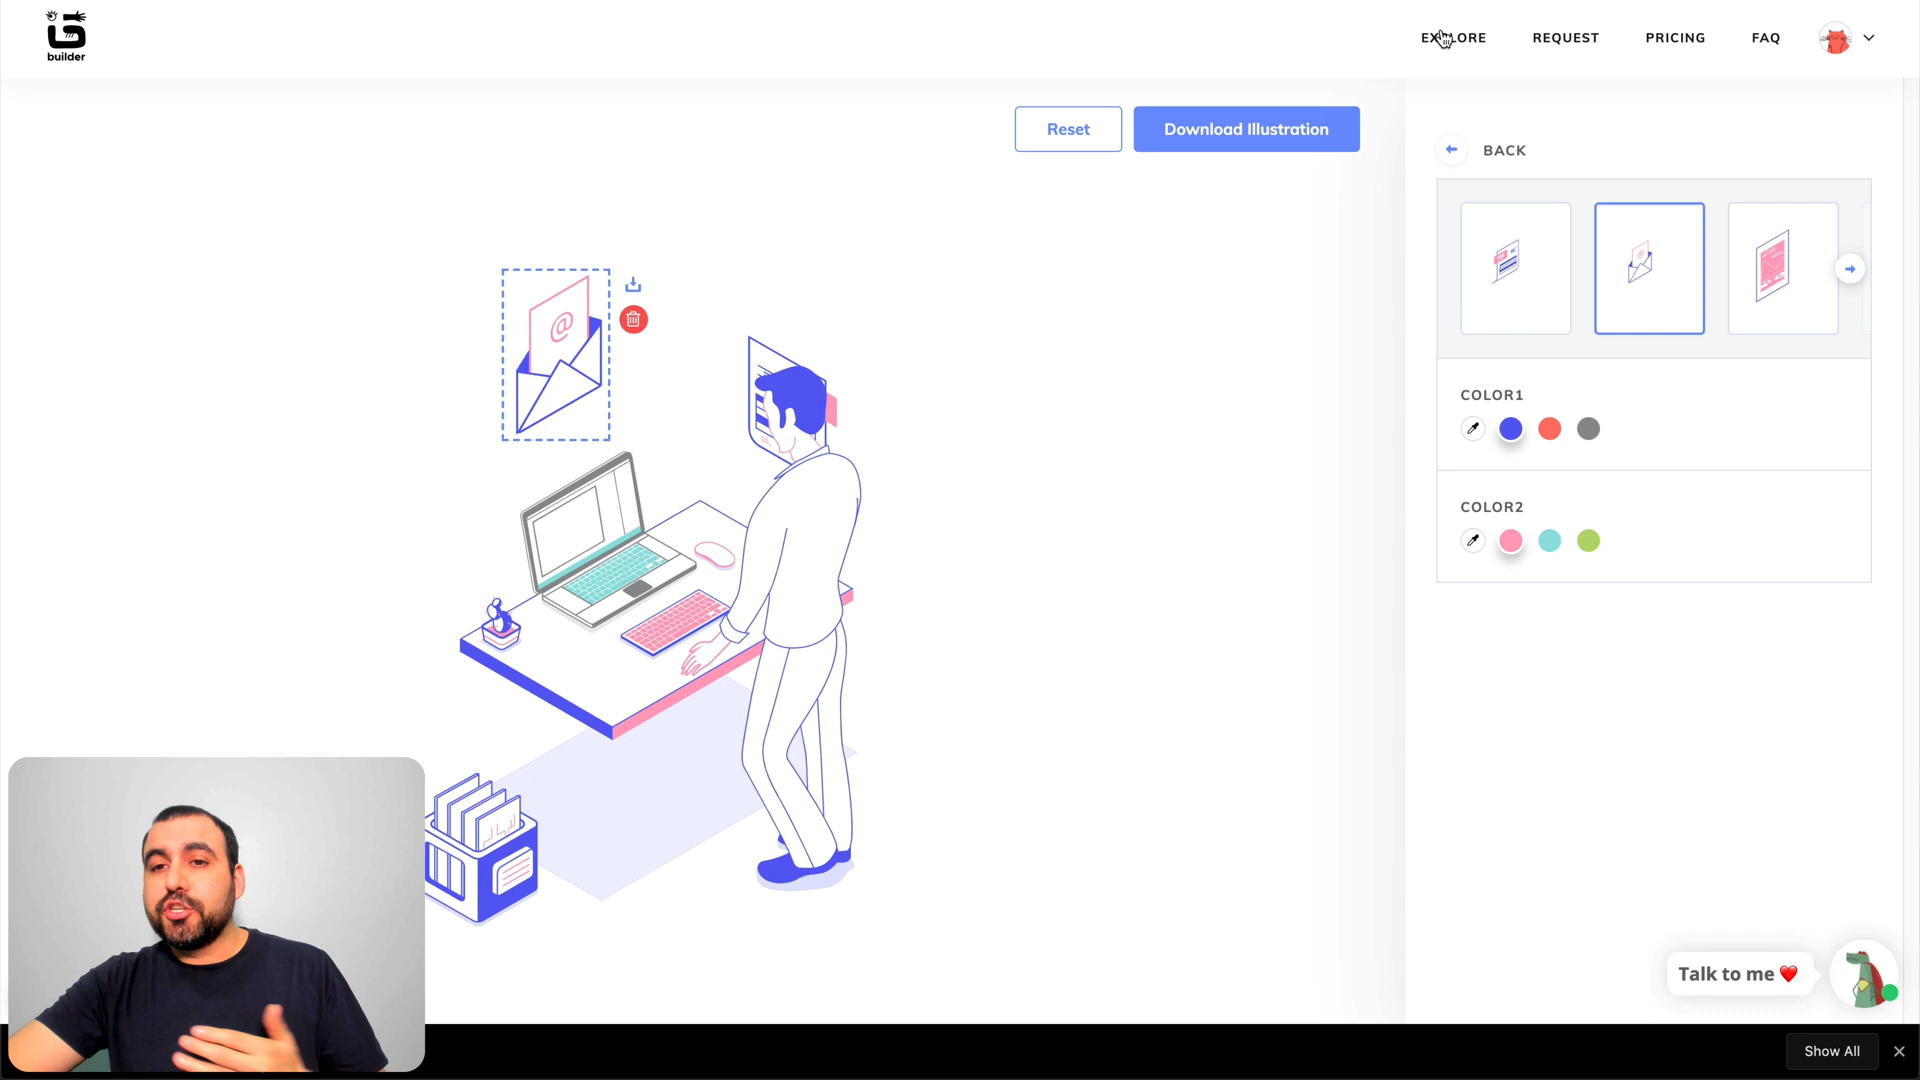 builder
EXPLORE
REQUEST
PRICING
FAQ
Reset
Download Illustration
BACK
@
COLOR1
COLOR2
Talk to me ❤️
Show All